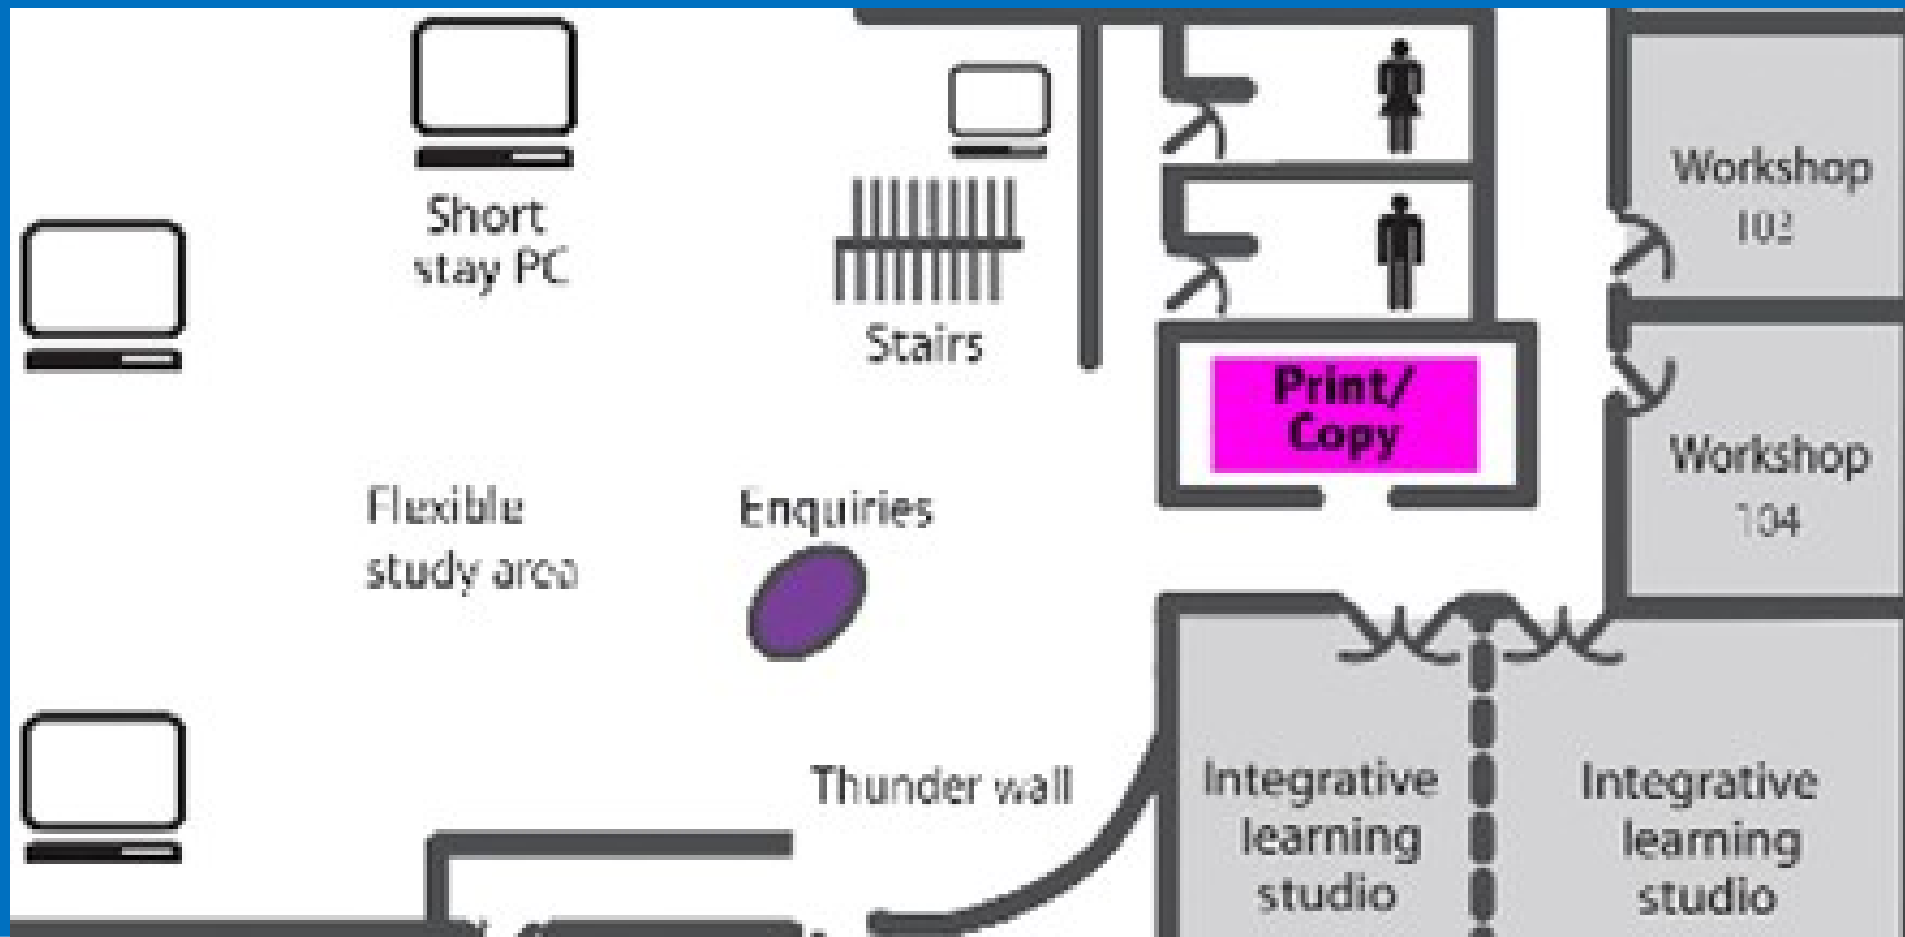 Short
stay PC
Stairs
Print/
Copy
Workshop
103
Workshop
104
Flexible
study area
Enquiries
Thunder wall
Integrative
learning
studio
Integrative
learning
studio